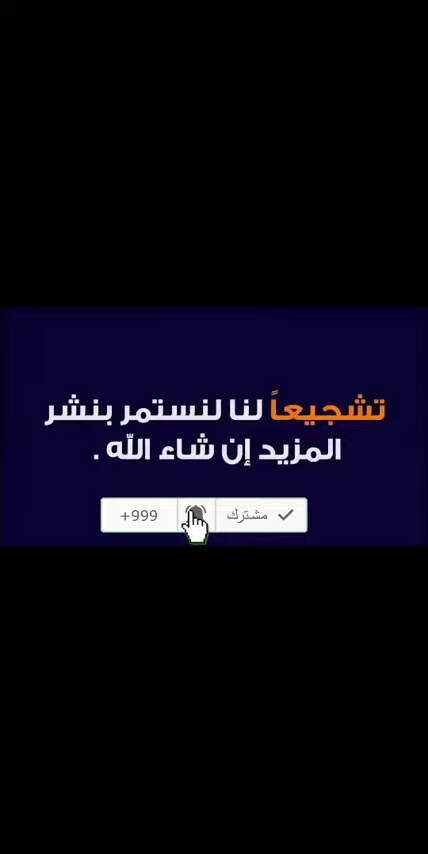 تشجيعاً لنا لنستمر بنشر
المزيد إن شاء الله .
مشترك
999+